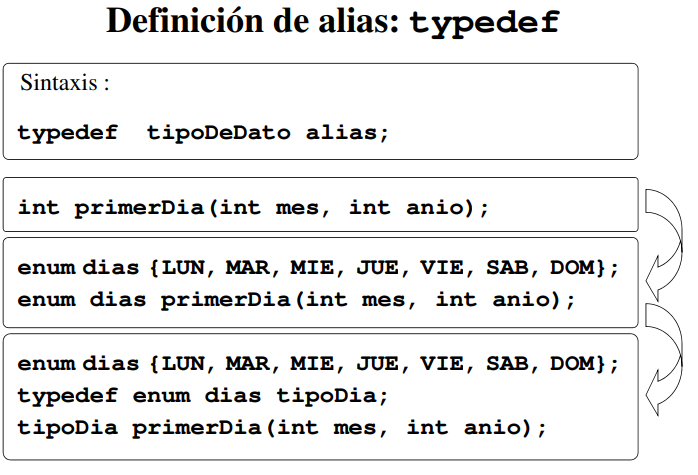 Definición de alias: typedef
Sintaxis :
typedef tipoDeDato alias;
int primerDia(int mes, int anio);
enum dias {LUN, MAR, MIE, JUE, VIE, SAB, DOM};
enum dias primerDia(int mes, int anio);
enum dias {LUN, MAR, MIE, JUE, VIE, SAB, DOM};
typedef enum dias tipoDia;
tipoDia primerDia(int mes, int anio);